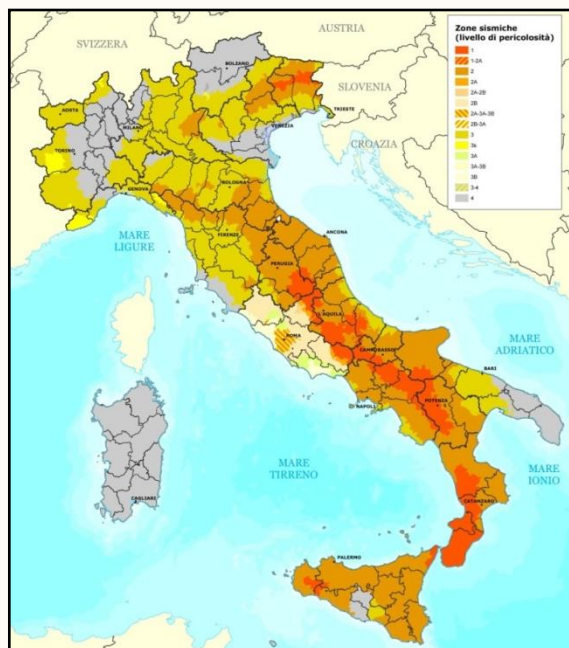 AUSTRIA
SVIZZERA
BOLZANO
SLOVENIA
AOSTA
TRIESTE
MILANO
VENEZIA
TORINO
CROAZIA
GENOVA
BOLOGNA
FIRENZE
ANCONA
MARE
LIGURE
PERUGIA
L'AQUILA
ROMA
CAMPOBASSO
MARE
ADRIATICO
BARI
NAPOLI
POTENZA
MARE
TIRRENO
MARE
IONIO
CAGLIARI
CATANZARO
PALERMO
Zone sismiche
(livello di pericolosità)
1
1-2A
2
2A
2A-2B
2B
2A-3A-3B
2B-3A
3
3s
3A
3A-3B
3B
3-4
4